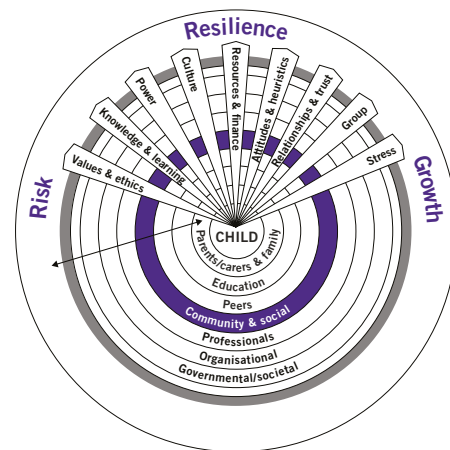 Resilience
Risk
Growth
Values & ethics
Knowledge & learning
Power
Culture
Resources & finance
Attitudes & heuristics
Relationships & trust
Group
Stress
CHILD
Parents/carers & family
Education
Peers
Community & social
Professionals
Organisational
Governmental/societal